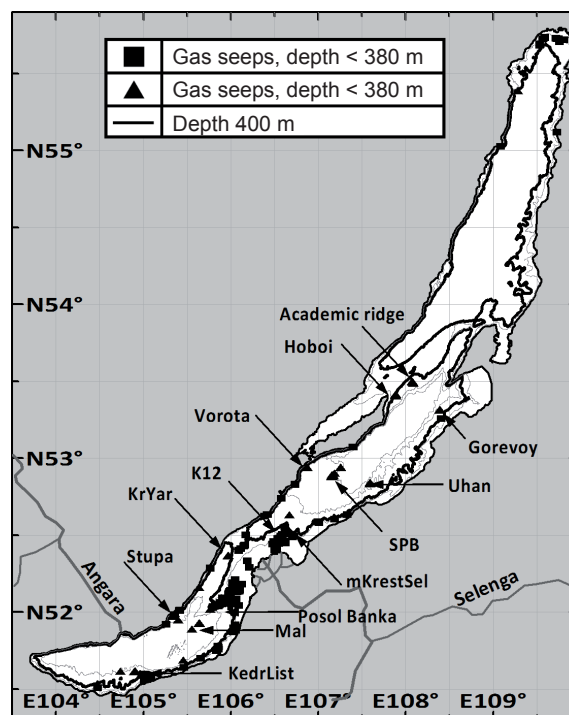 Gas seeps, depth < 380 m
Gas seeps, depth < 380 m
Depth 400 m
N55°
N54°
Academic ridge
Hoboi
Vorota
N53°
Gorevoy
K12
Uhan
KrYar
SPB
Stupa
mKrestSel
Angara
Selenga
N52°
Posol Banka
Mal
KedrList
E104° E105° E106° E107° E108° E109°